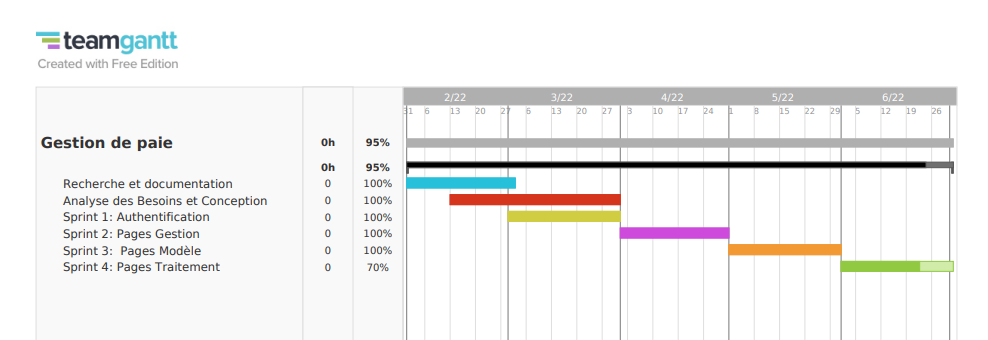 teamgantt
Created with Free Edition
2/22 3/22 4/22 5/22 6/22
31 6 13 20 27 6 13 20 27 3 10 17 24 1 8 15 22 29 5 12 19 26
Gestion de paie 0h 95%
0h 95%
Recherche et documentation 0 100%
Analyse des Besoins et Conception 0 100%
Sprint 1: Authentification 0 100%
Sprint 2: Pages Gestion 0 100%
Sprint 3: Pages Modèle 0 100%
Sprint 4: Pages Traitement 0 70%